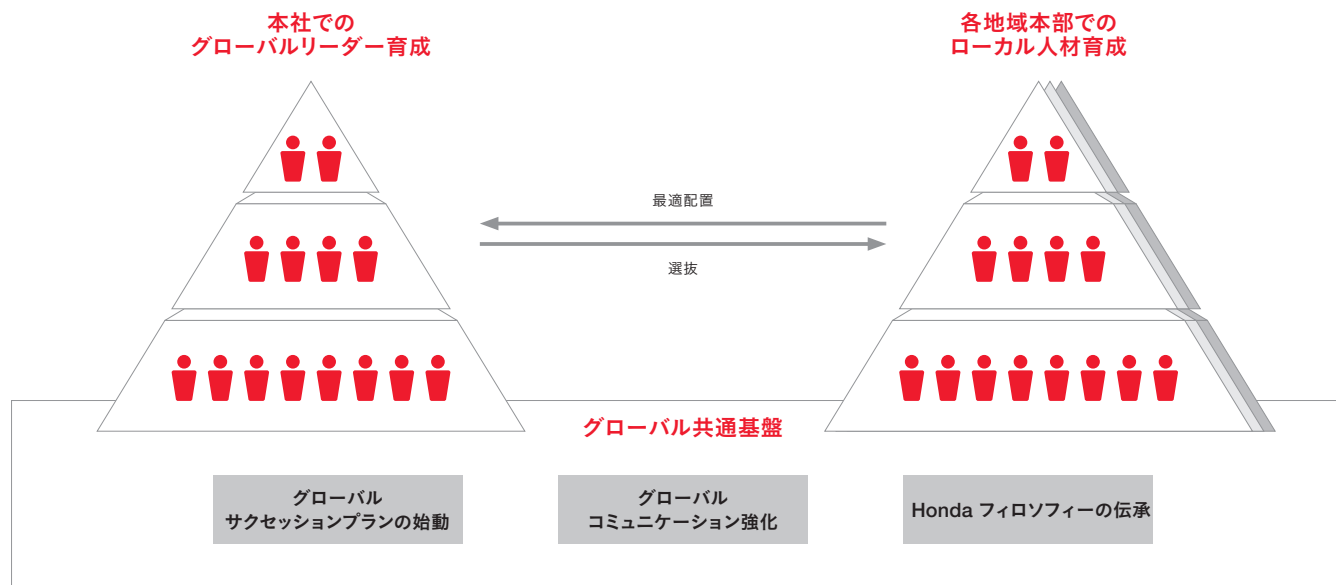 本社での
グローバルリーダー育成
各地域本部での
ローカル人材育成
最適配置
選抜
グローバル共通基盤
グローバル
サクセッションプランの始動
グローバル
コミュニケーション強化
Honda フィロソフィーの伝承